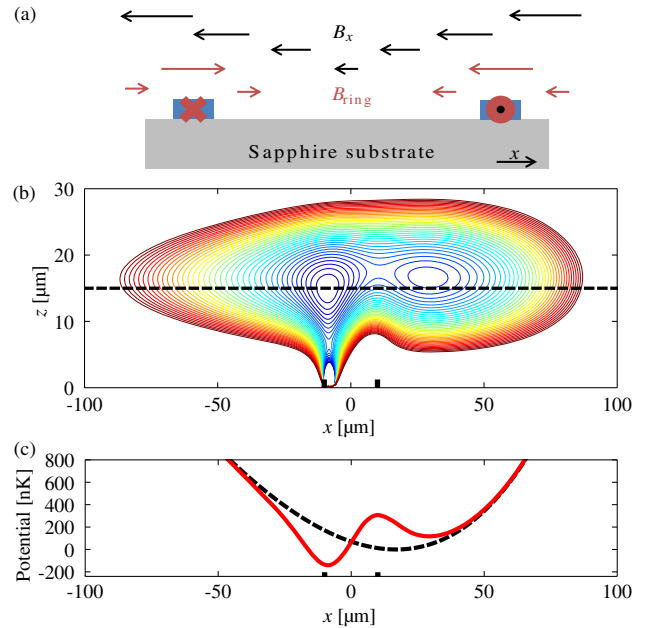 (a)
B_x
B_ring
Sapphire substrate
x
(b)
30
20
10
0
z [µm]
-100
-50
0
50
100
x [µm]
(c)
800
600
400
200
0
-200
Potential [nK]
-100
-50
0
50
100
x [µm]